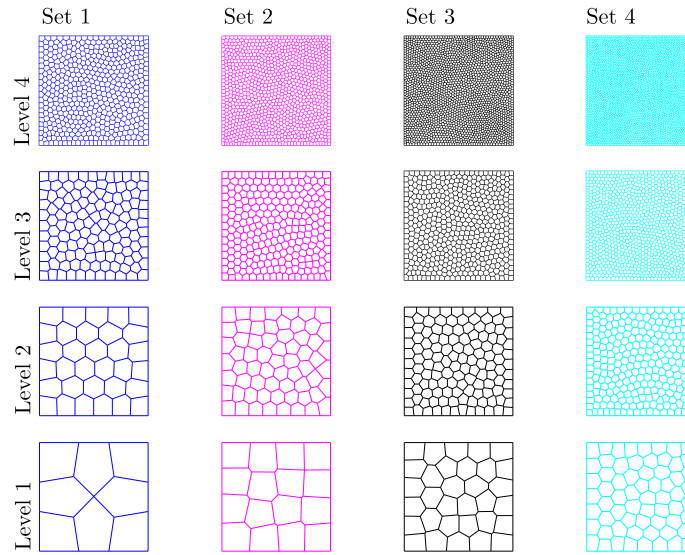 Set 1
Set 2
Set 3
Set 4
Level 4
Level 3
Level 2
Level 1